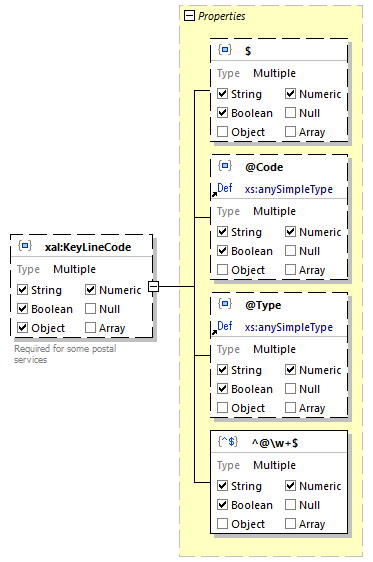 Properties
$
Type Multiple
String Numeric
Boolean Null
Object Array
@Code
Def xs:anySimpleType
Type Multiple
String Numeric
Boolean Null
Object Array
xal:KeyLineCode
Type Multiple
String Numeric
Boolean Null
Object Array
Required for some postal
services
@Type
Def xs:anySimpleType
Type Multiple
String Numeric
Boolean Null
Object Array
{^$} ^@\w+$
Type Multiple
String Numeric
Boolean Null
Object Array